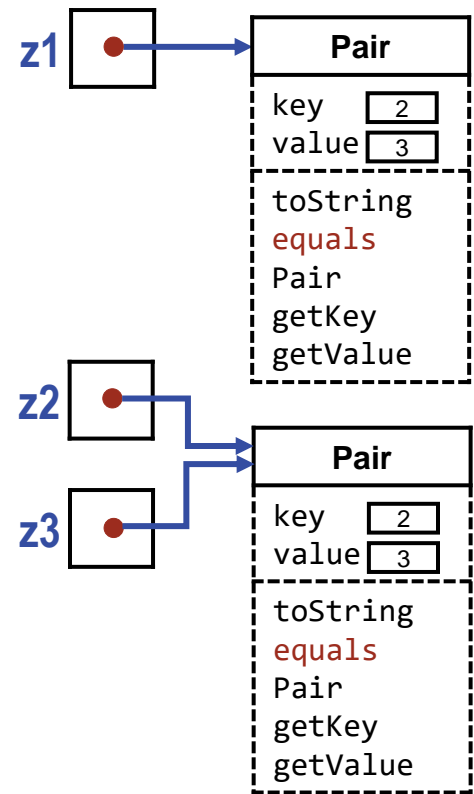 z1
Pair
key 2
value 3
toString
equals
Pair
getKey
getValue
z2
z3
Pair
key 2
value 3
toString
equals
Pair
getKey
getValue